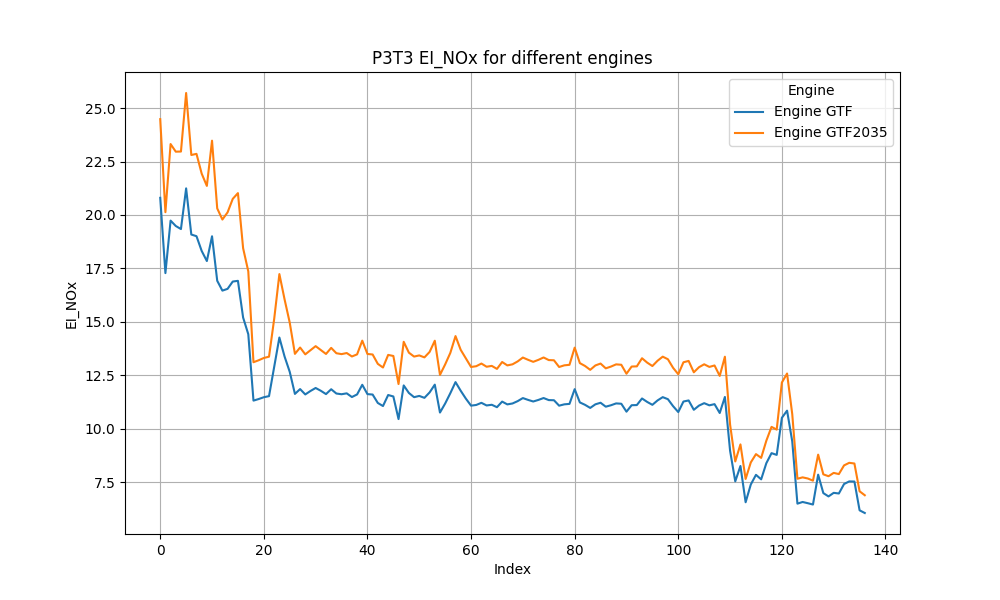 P3T3 EI_NOx for different engines
Engine
Engine GTF
Engine GTF2035
EI_NOx
25.0
22.5
20.0
17.5
15.0
12.5
10.0
7.5
0 20 40 60 80 100 120 140
Index